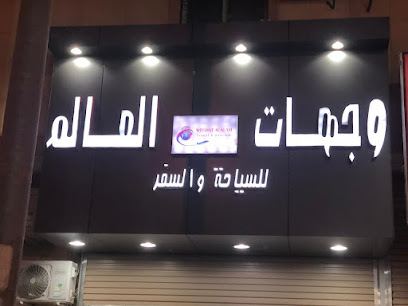 وجهات العالم
للسياحة والسفر